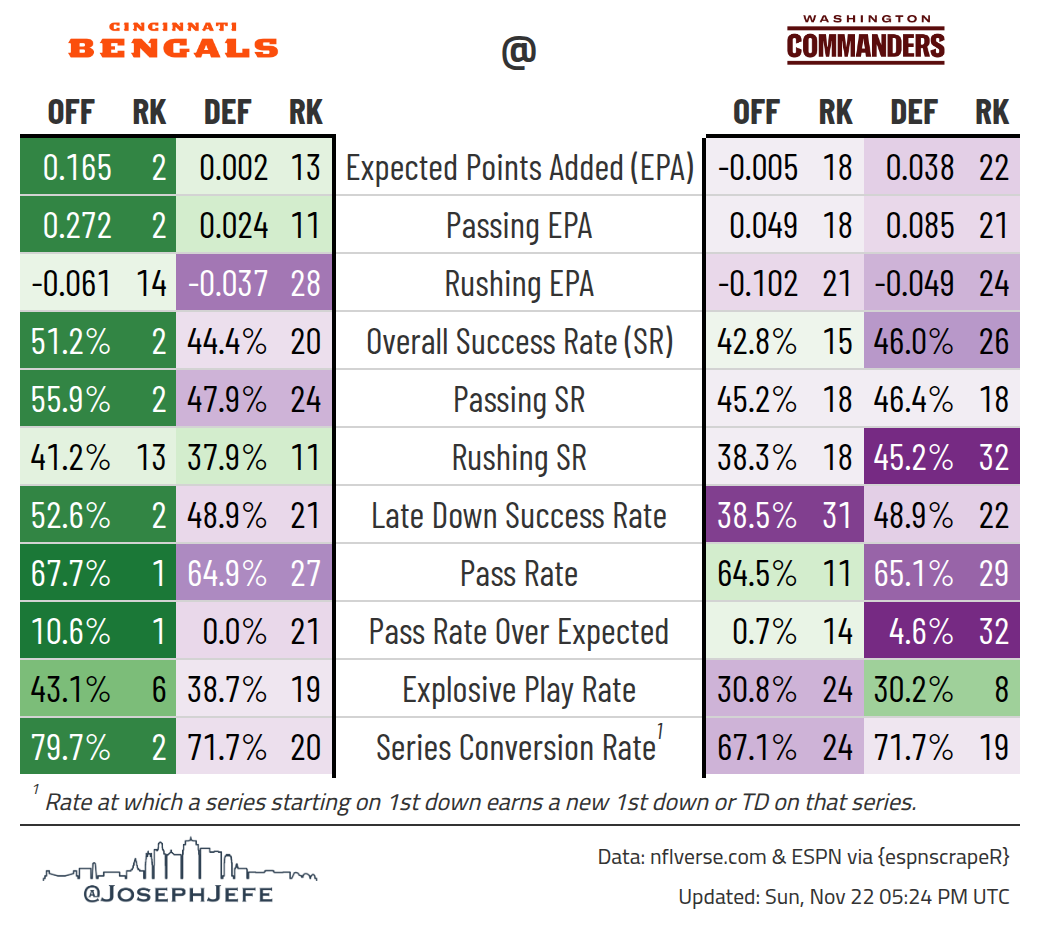 CINCINNATI
BENGALS
@
WASHINGTON
COMMANDERS
OFF RK DEF RK OFF RK DEF RK
0.165 2 0.002 13 Expected Points Added (EPA) -0.005 18 0.038 22
0.272 2 0.024 11 Passing EPA 0.049 18 0.085 21
-0.061 14 -0.037 28 Rushing EPA -0.102 21 -0.049 24
51.2% 2 44.4% 20 Overall Success Rate (SR) 42.8% 15 46.0% 26
55.9% 2 47.9% 24 Passing SR 45.2% 18 46.4% 18
41.2% 13 37.9% 11 Rushing SR 38.3% 18 45.2% 32
52.6% 2 48.9% 21 Late Down Success Rate 38.5% 31 48.9% 22
67.7% 1 64.9% 27 Pass Rate 64.5% 11 65.1% 29
10.6% 1 0.0% 21 Pass Rate Over Expected 0.7% 14 4.6% 32
43.1% 6 38.7% 19 Explosive Play Rate 30.8% 24 30.2% 8
79.7% 2 71.7% 20 Series Conversion Rate¹ 67.1% 24 71.7% 19
¹ Rate at which a series starting on 1st down earns a new 1st down or TD on that series.
@JOSEPHJEFE
Data: nflverse.com & ESPN via {espnscrapeR}
Updated: Sun, Nov 22 05:24 PM UTC